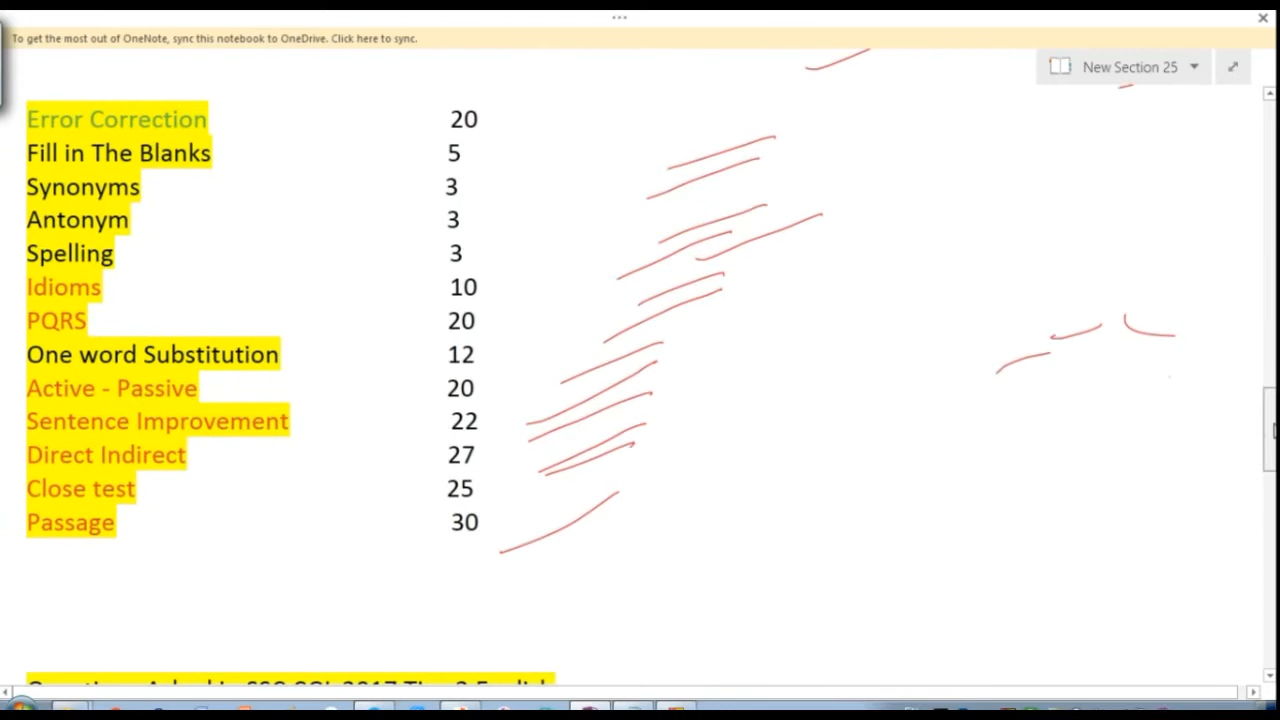 To get the most out of OneNote, sync this notebook to OneDrive. Click here to sync.
New Section 25
Error Correction 20
Fill in The Blanks 5
Synonyms 3
Antonym 3
Spelling 3
Idioms 10
PQRS 20
One word Substitution 12
Active - Passive 20
Sentence Improvement 22
Direct Indirect 27
Close test 25
Passage 30